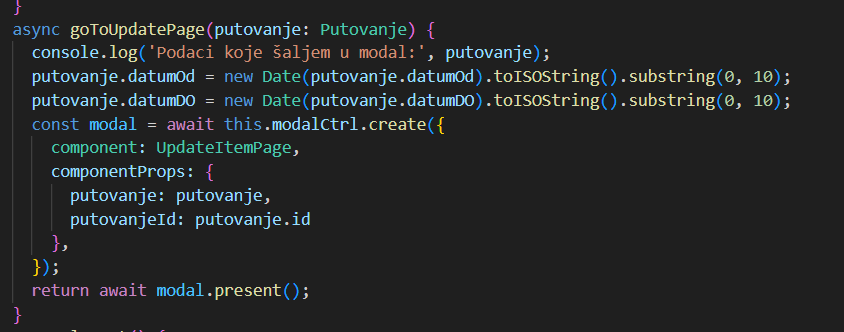 }
async goToUpdatePage(putovanje: Putovanje) {
console.log('Podaci koje šaljem u modal:', putovanje);
putovanje.datumOd = new Date(putovanje.datumOd).toISOString().substring(0, 10);
putovanje.datumDO = new Date(putovanje.datumDO).toISOString().substring(0, 10);
const modal = await this.modalCtrl.create({
component: UpdateItemPage,
componentProps: {
putovanje: putovanje,
putovanjeId: putovanje.id
},
});
return await modal.present();
}